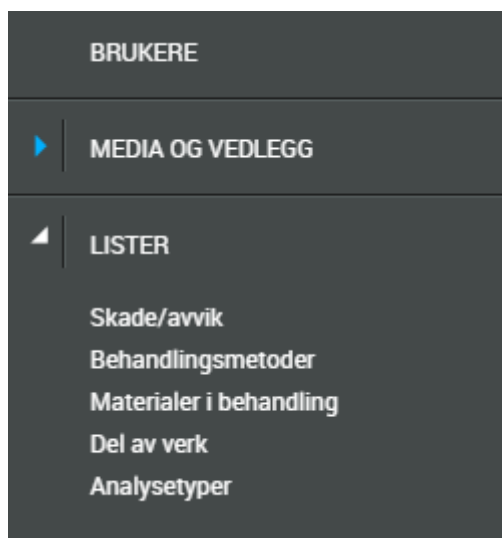 BRUKERE
MEDIA OG VEDLEGG
LISTER
Skade/avvik
Behandlingsmetoder
Materialer i behandling
Del av verk
Analysetyper